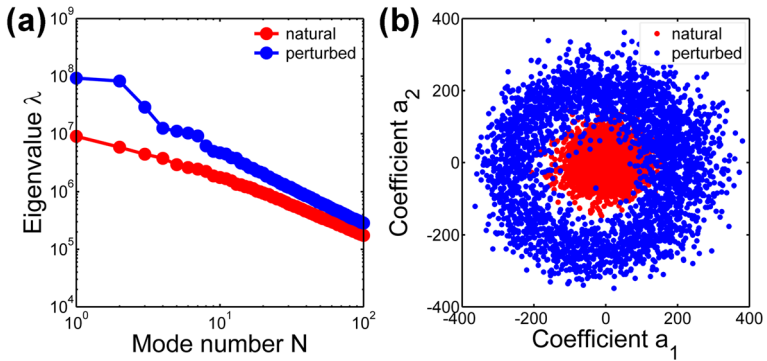 (a)
10⁹
10⁸
10⁷
10⁶
10⁵
10⁴
Eigenvalue λ
natural
perturbed
10⁰
10¹
10²
Mode number N
(b)
400
200
0
-200
-400
Coefficient a₂
natural
perturbed
-400
-200
0
200
400
Coefficient a₁